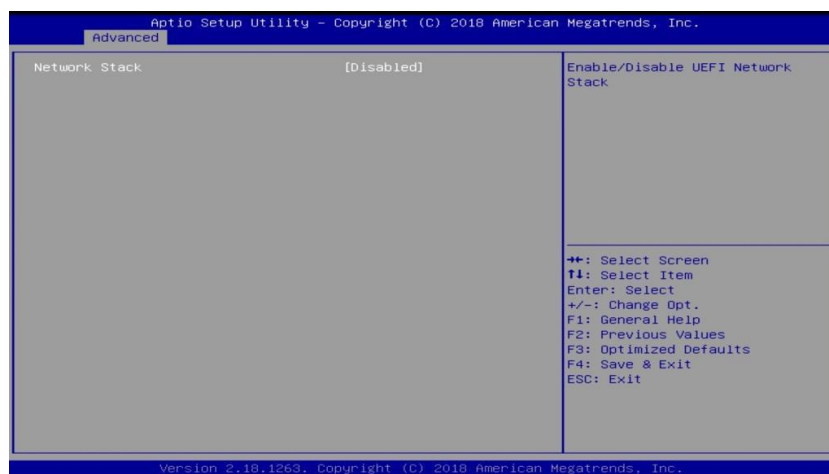 Aptio Setup Utility – Copyright (C) 2018 American Megatrends, Inc.
Advanced
Network Stack [Disabled]
Enable/Disable UEFI Network
Stack
→←: Select Screen
↑↓: Select Item
Enter: Select
+/-: Change Opt.
F1: General Help
F2: Previous Values
F3: Optimized Defaults
F4: Save & Exit
ESC: Exit
Version 2.18.1263. Copyright (C) 2018 American Megatrends, Inc.